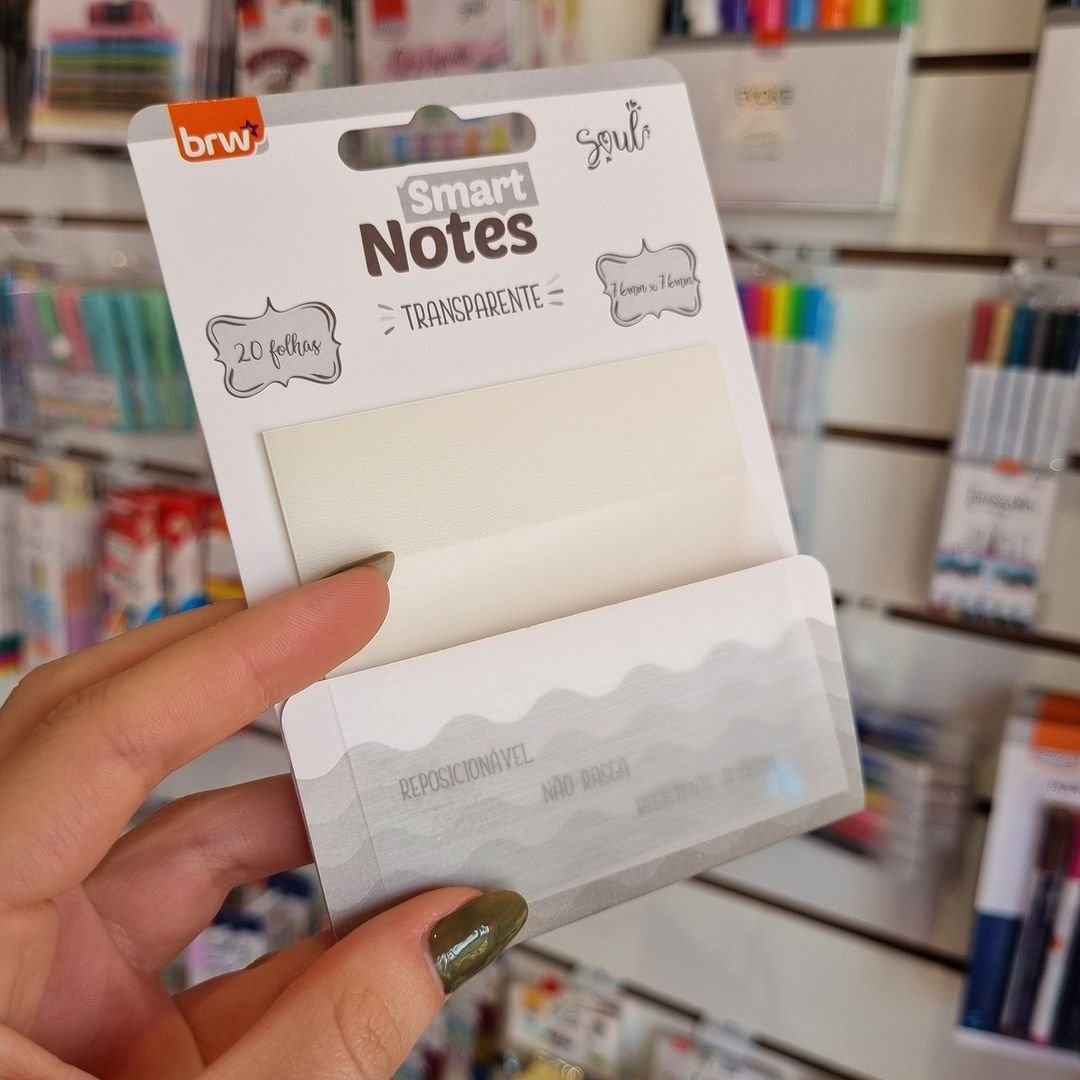 brw
Soul
Smart
Notes
TRANSPARENTE
20 folhas
76mm x 76mm
REPOSICIONÁVEL
NÃO RASGA